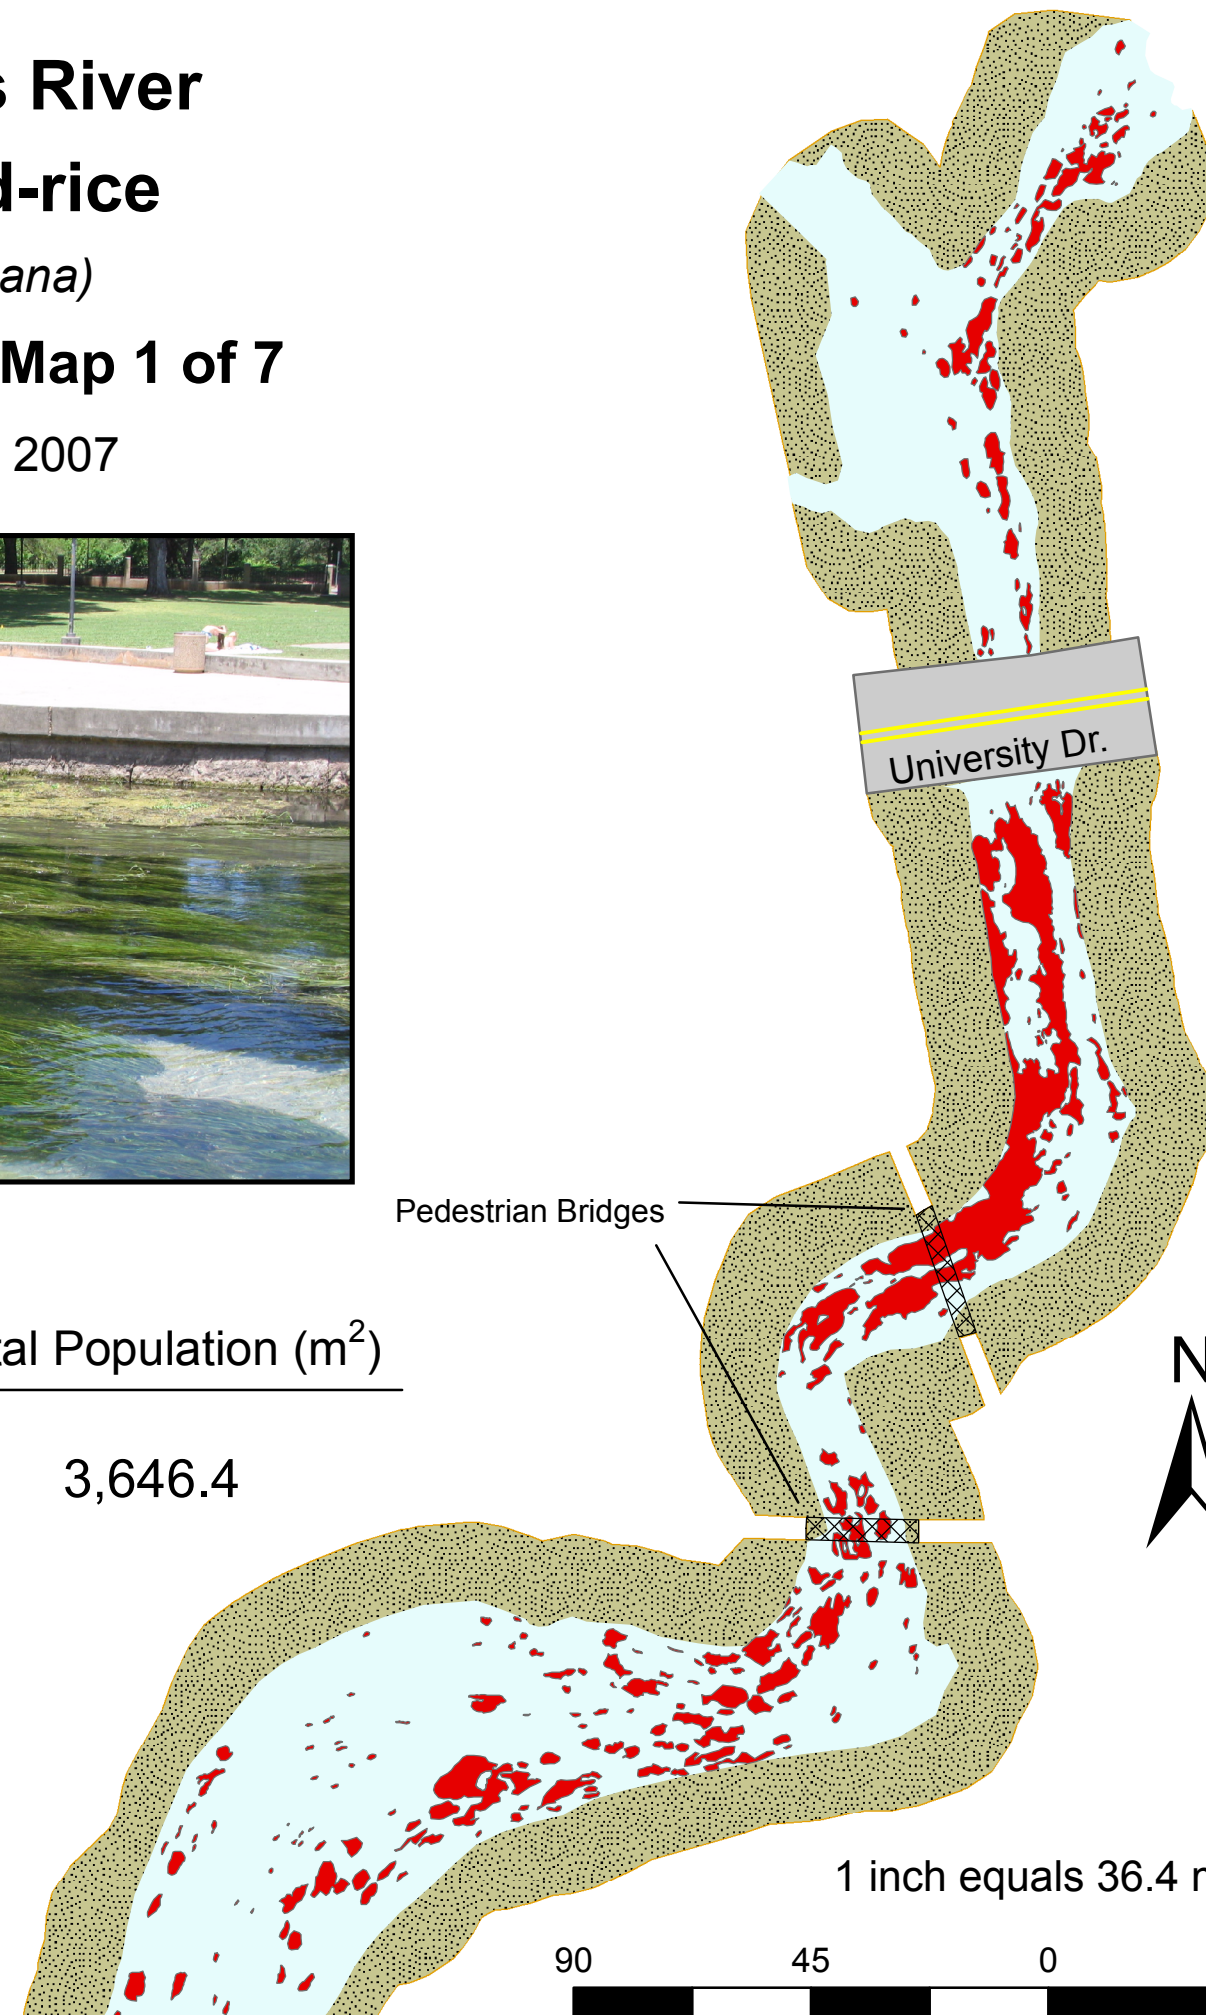 s River
d-rice
ana)
Map 1 of 7
2007
University Dr.
Pedestrian Bridges
tal Population (m²)
3,646.4
N
1 inch equals 36.4 m
90 45 0